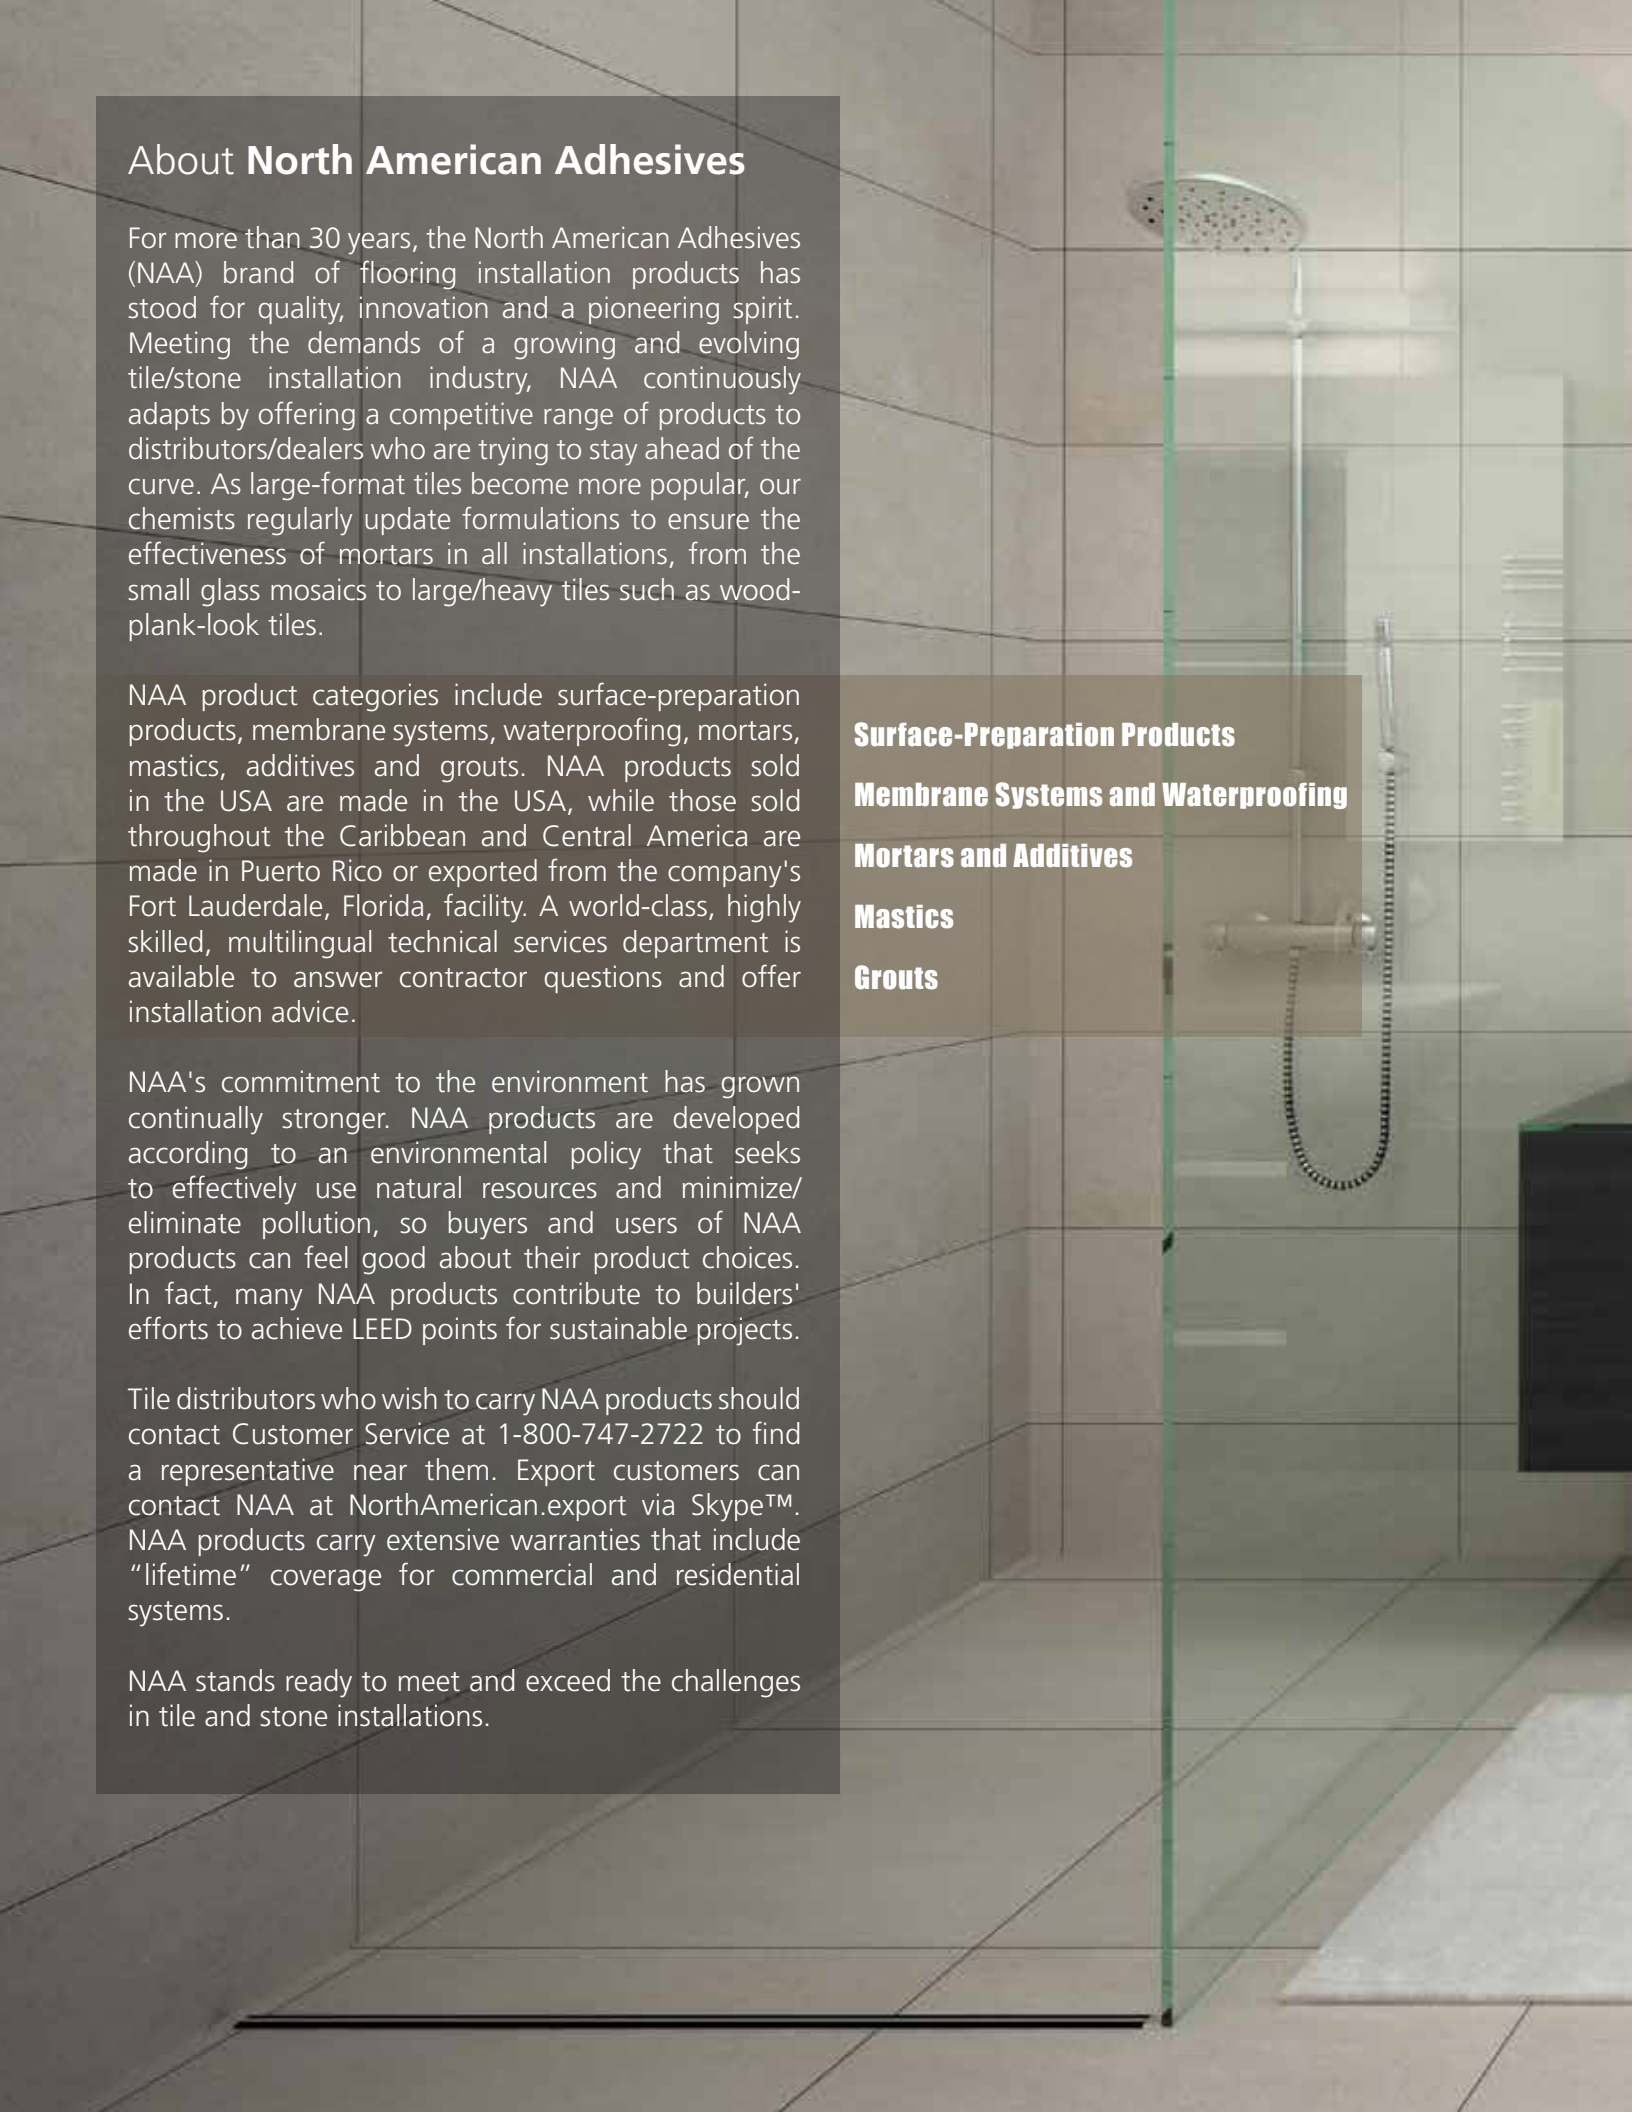 About North American Adhesives
For more than 30 years, the North American Adhesives
(NAA) brand of flooring installation products has
stood for quality, innovation and a pioneering spirit.
Meeting the demands of a growing and evolving
tile/stone installation industry, NAA continuously
adapts by offering a competitive range of products to
distributors/dealers who are trying to stay ahead of the
curve. As large-format tiles become more popular, our
chemists regularly update formulations to ensure the
effectiveness of mortars in all installations, from the
small glass mosaics to large/heavy tiles such as wood-
plank-look tiles.
NAA product categories include surface-preparation
products, membrane systems, waterproofing, mortars,
mastics, additives and grouts. NAA products sold
in the USA are made in the USA, while those sold
throughout the Caribbean and Central America are
made in Puerto Rico or exported from the company's
Fort Lauderdale, Florida, facility. A world-class, highly
skilled, multilingual technical services department is
available to answer contractor questions and offer
installation advice.
NAA's commitment to the environment has grown
continually stronger. NAA products are developed
according to an environmental policy that seeks
to effectively use natural resources and minimize/
eliminate pollution, so buyers and users of NAA
products can feel good about their product choices.
In fact, many NAA products contribute to builders'
efforts to achieve LEED points for sustainable projects.
Tile distributors who wish to carry NAA products should
contact Customer Service at 1-800-747-2722 to find
a representative near them. Export customers can
contact NAA at NorthAmerican.export via Skype™.
NAA products carry extensive warranties that include
“lifetime” coverage for commercial and residential
systems.
NAA stands ready to meet and exceed the challenges
in tile and stone installations.
Surface-Preparation Products
Membrane Systems and Waterproofing
Mortars and Additives
Mastics
Grouts